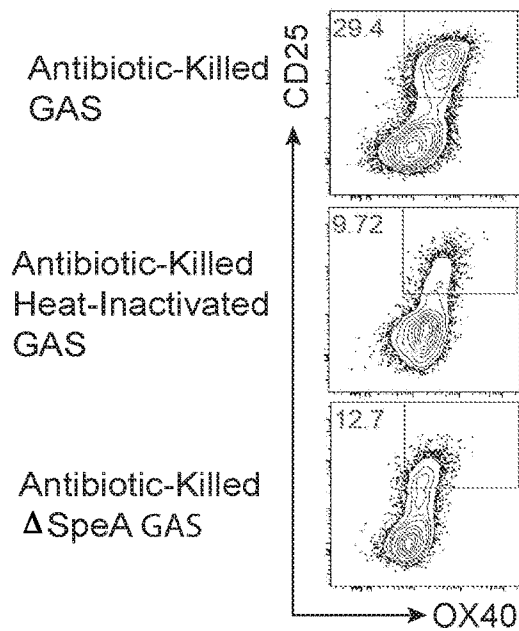 Antibiotic-Killed
GAS
29.4
Antibiotic-Killed
Heat-Inactivated
GAS
9.72
Antibiotic-Killed
Δ SpeA GAS
12.7
CD25
OX40